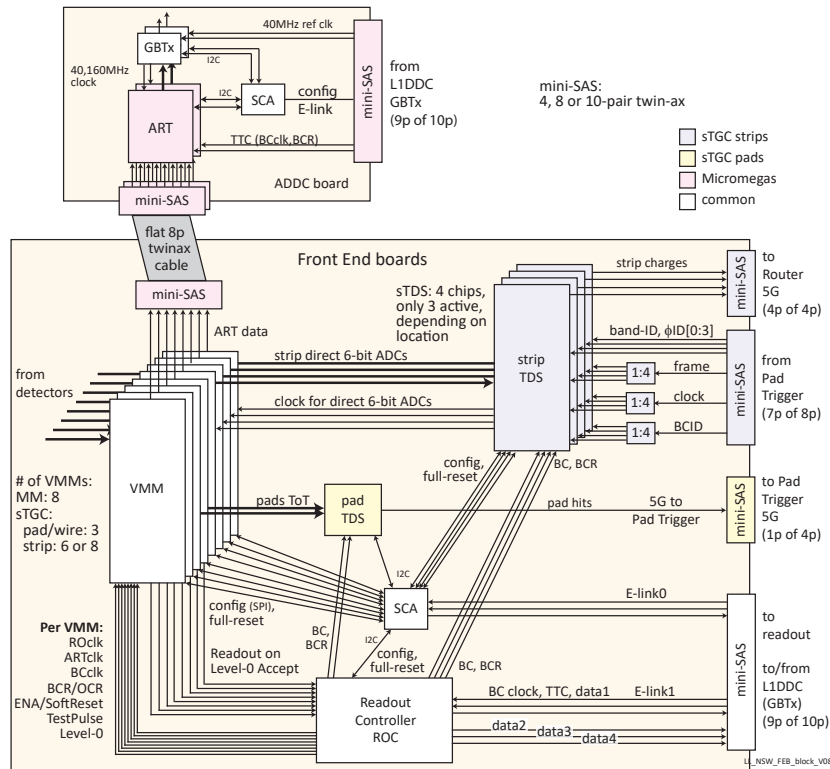 GBTx
40MHz ref clk
I2C
40,160MHz
clock
I2C
SCA
config
E-link
mini-SAS
from
L1DDC
GBTx
(9p of 10p)
ART
TTC (BCclk,BCR)
ADDC board
mini-SAS
mini-SAS:
4, 8 or 10-pair twin-ax
sTGC strips
sTGC pads
Micromegas
common
flat 8p
twinax
cable
mini-SAS
Front End boards
ART data
sTDS: 4 chips,
only 3 active,
depending on
location
strip
TDS
strip charges
mini-SAS
to
Router
5G
(4p of 4p)
band-ID, ϕID[0:3]
1:4
frame
1:4
clock
1:4
BCID
mini-SAS
from
Pad
Trigger
(7p of 8p)
from
detectors
strip direct 6-bit ADCs
clock for direct 6-bit ADCs
VMM
# of VMMs:
MM: 8
sTGC:
pad/wire: 3
strip: 6 or 8
pads ToT
pad
TDS
config,
full-reset
BC, BCR
pad hits
5G to
Pad Trigger
mini-SAS
to Pad
Trigger
5G
(1p of 4p)
I2C
SCA
E-link0
config (SPI),
full-reset
BC,
BCR
I2C
config,
full-reset
BC, BCR
Readout on
Level-0 Accept
Per VMM:
ROclk
ARTclk
BCclk
BCR/OCR
ENA/SoftReset
TestPulse
Level-0
Readout
Controller
ROC
BC clock, TTC, data1
E-link1
data2
data3
data4
mini-SAS
to
readout
to/from
L1DDC
(GBTx)
(9p of 10p)
LL_NSW_FEB_block_V08